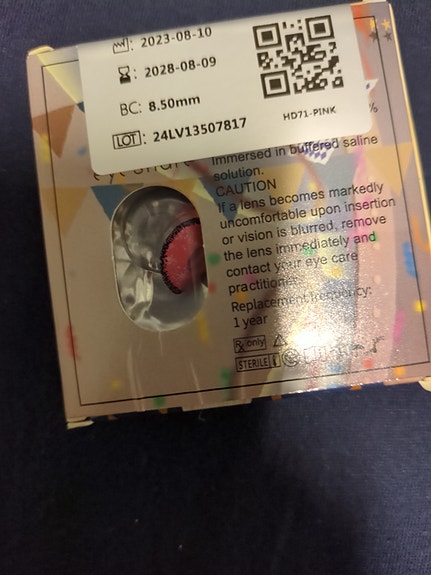 2023-08-10
: 2028-08-09
BC: 8.50mm
LOT: 24LV13507817
HD71-PINK
%
immersed in buffered saline
solution.
CAUTION
If a lens becomes markedly
uncomfortable upon insertion
or vision is blurred, remove
the lens immediately and
contact your eye care
practitioner.
Replacement frequency:
1 year
Rx only
STERILE